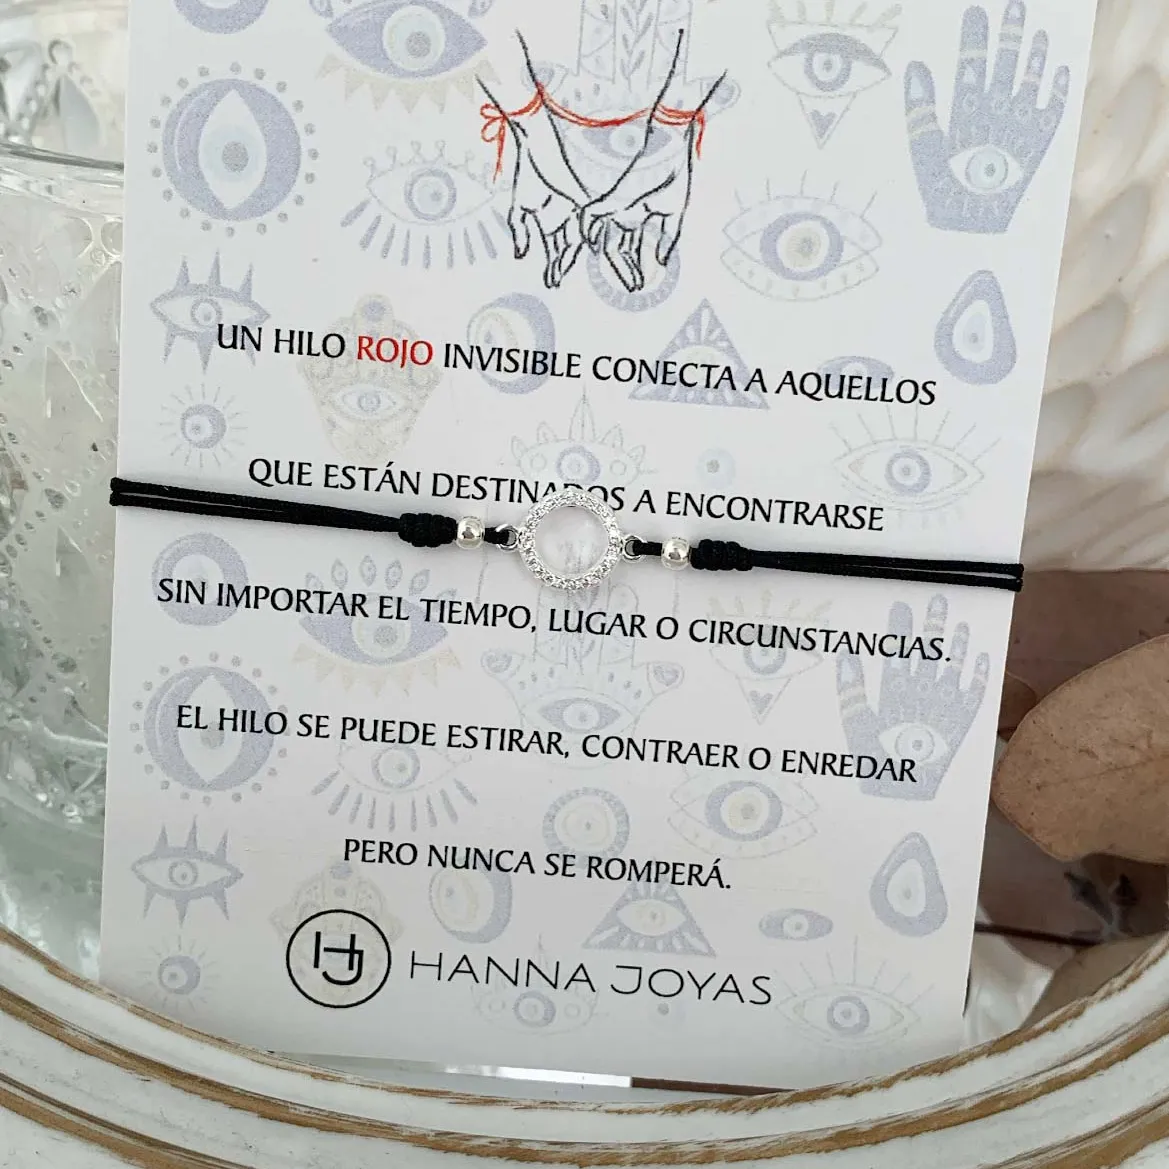 UN HILO ROJO INVISIBLE CONECTA A AQUELLOS
QUE ESTÁN DESTINADOS A ENCONTRARSE
SIN IMPORTAR EL TIEMPO, LUGAR O CIRCUNSTANCIAS.
EL HILO SE PUEDE ESTIRAR, CONTRAER O ENREDAR
PERO NUNCA SE ROMPERÁ.
HJ HANNA JOYAS